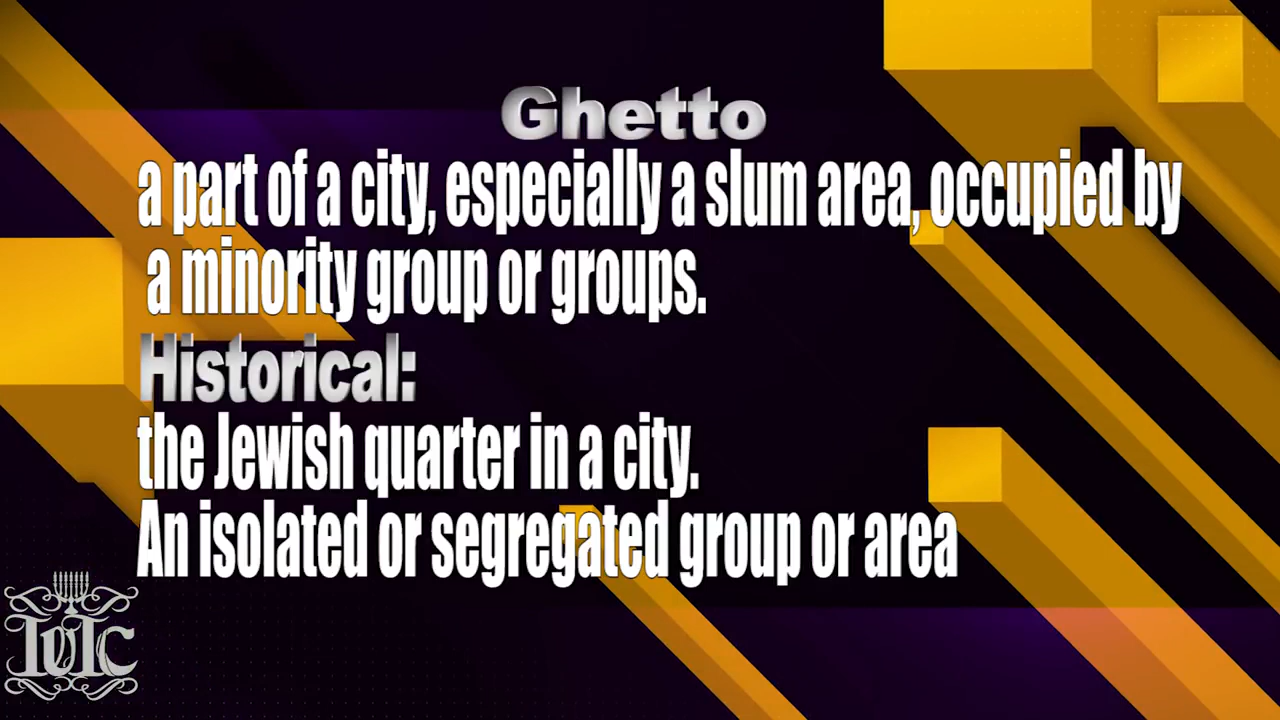 Ghetto
a part of a city, especially a slum area, occupied by
a minority group or groups.
Historical:
the Jewish quarter in a city.
An isolated or segregated group or area
IUIC